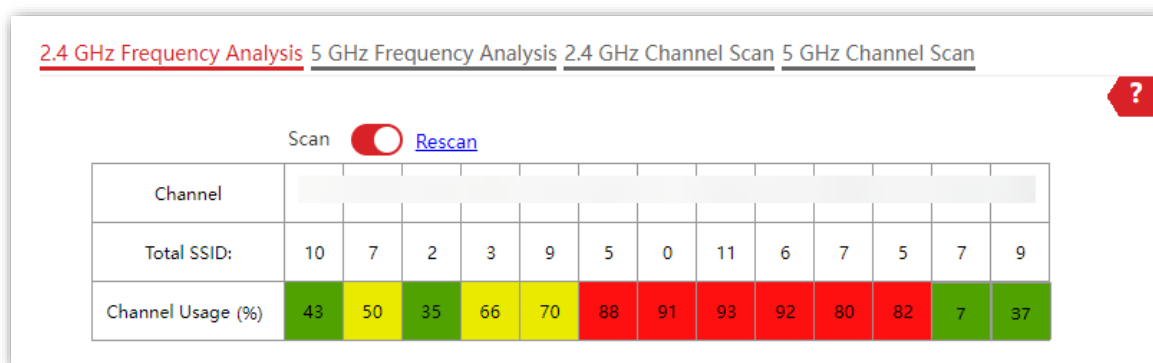 2.4 GHz Frequency Analysis 5 GHz Frequency Analysis 2.4 GHz Channel Scan 5 GHz Channel Scan
?
Scan Rescan
Channel
Total SSID: 10 7 2 3 9 5 0 11 6 7 5 7 9
Channel Usage (%) 43 50 35 66 70 88 91 93 92 80 82 7 37